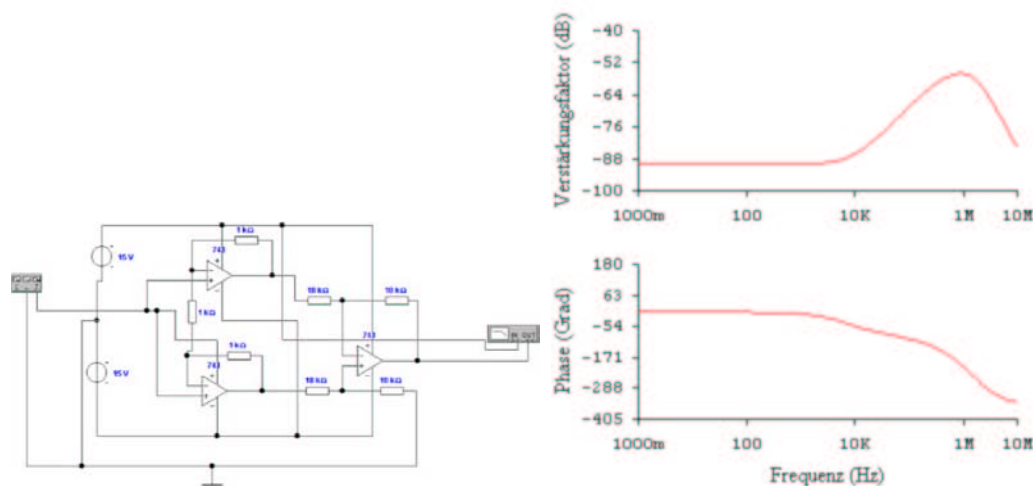 1 kΩ
741
15 V
10 kΩ
10 kΩ
1 kΩ
IN OUT
1 kΩ
741
15 V
741
10 kΩ
10 kΩ
Verstärkungsfaktor (dB)
-40
-52
-64
-76
-88
-100
1000m 100 10K 1M 10M
Phase (Grad)
180
63
-54
-171
-288
-405
1000m 100 10K 1M 10M
Frequenz (Hz)